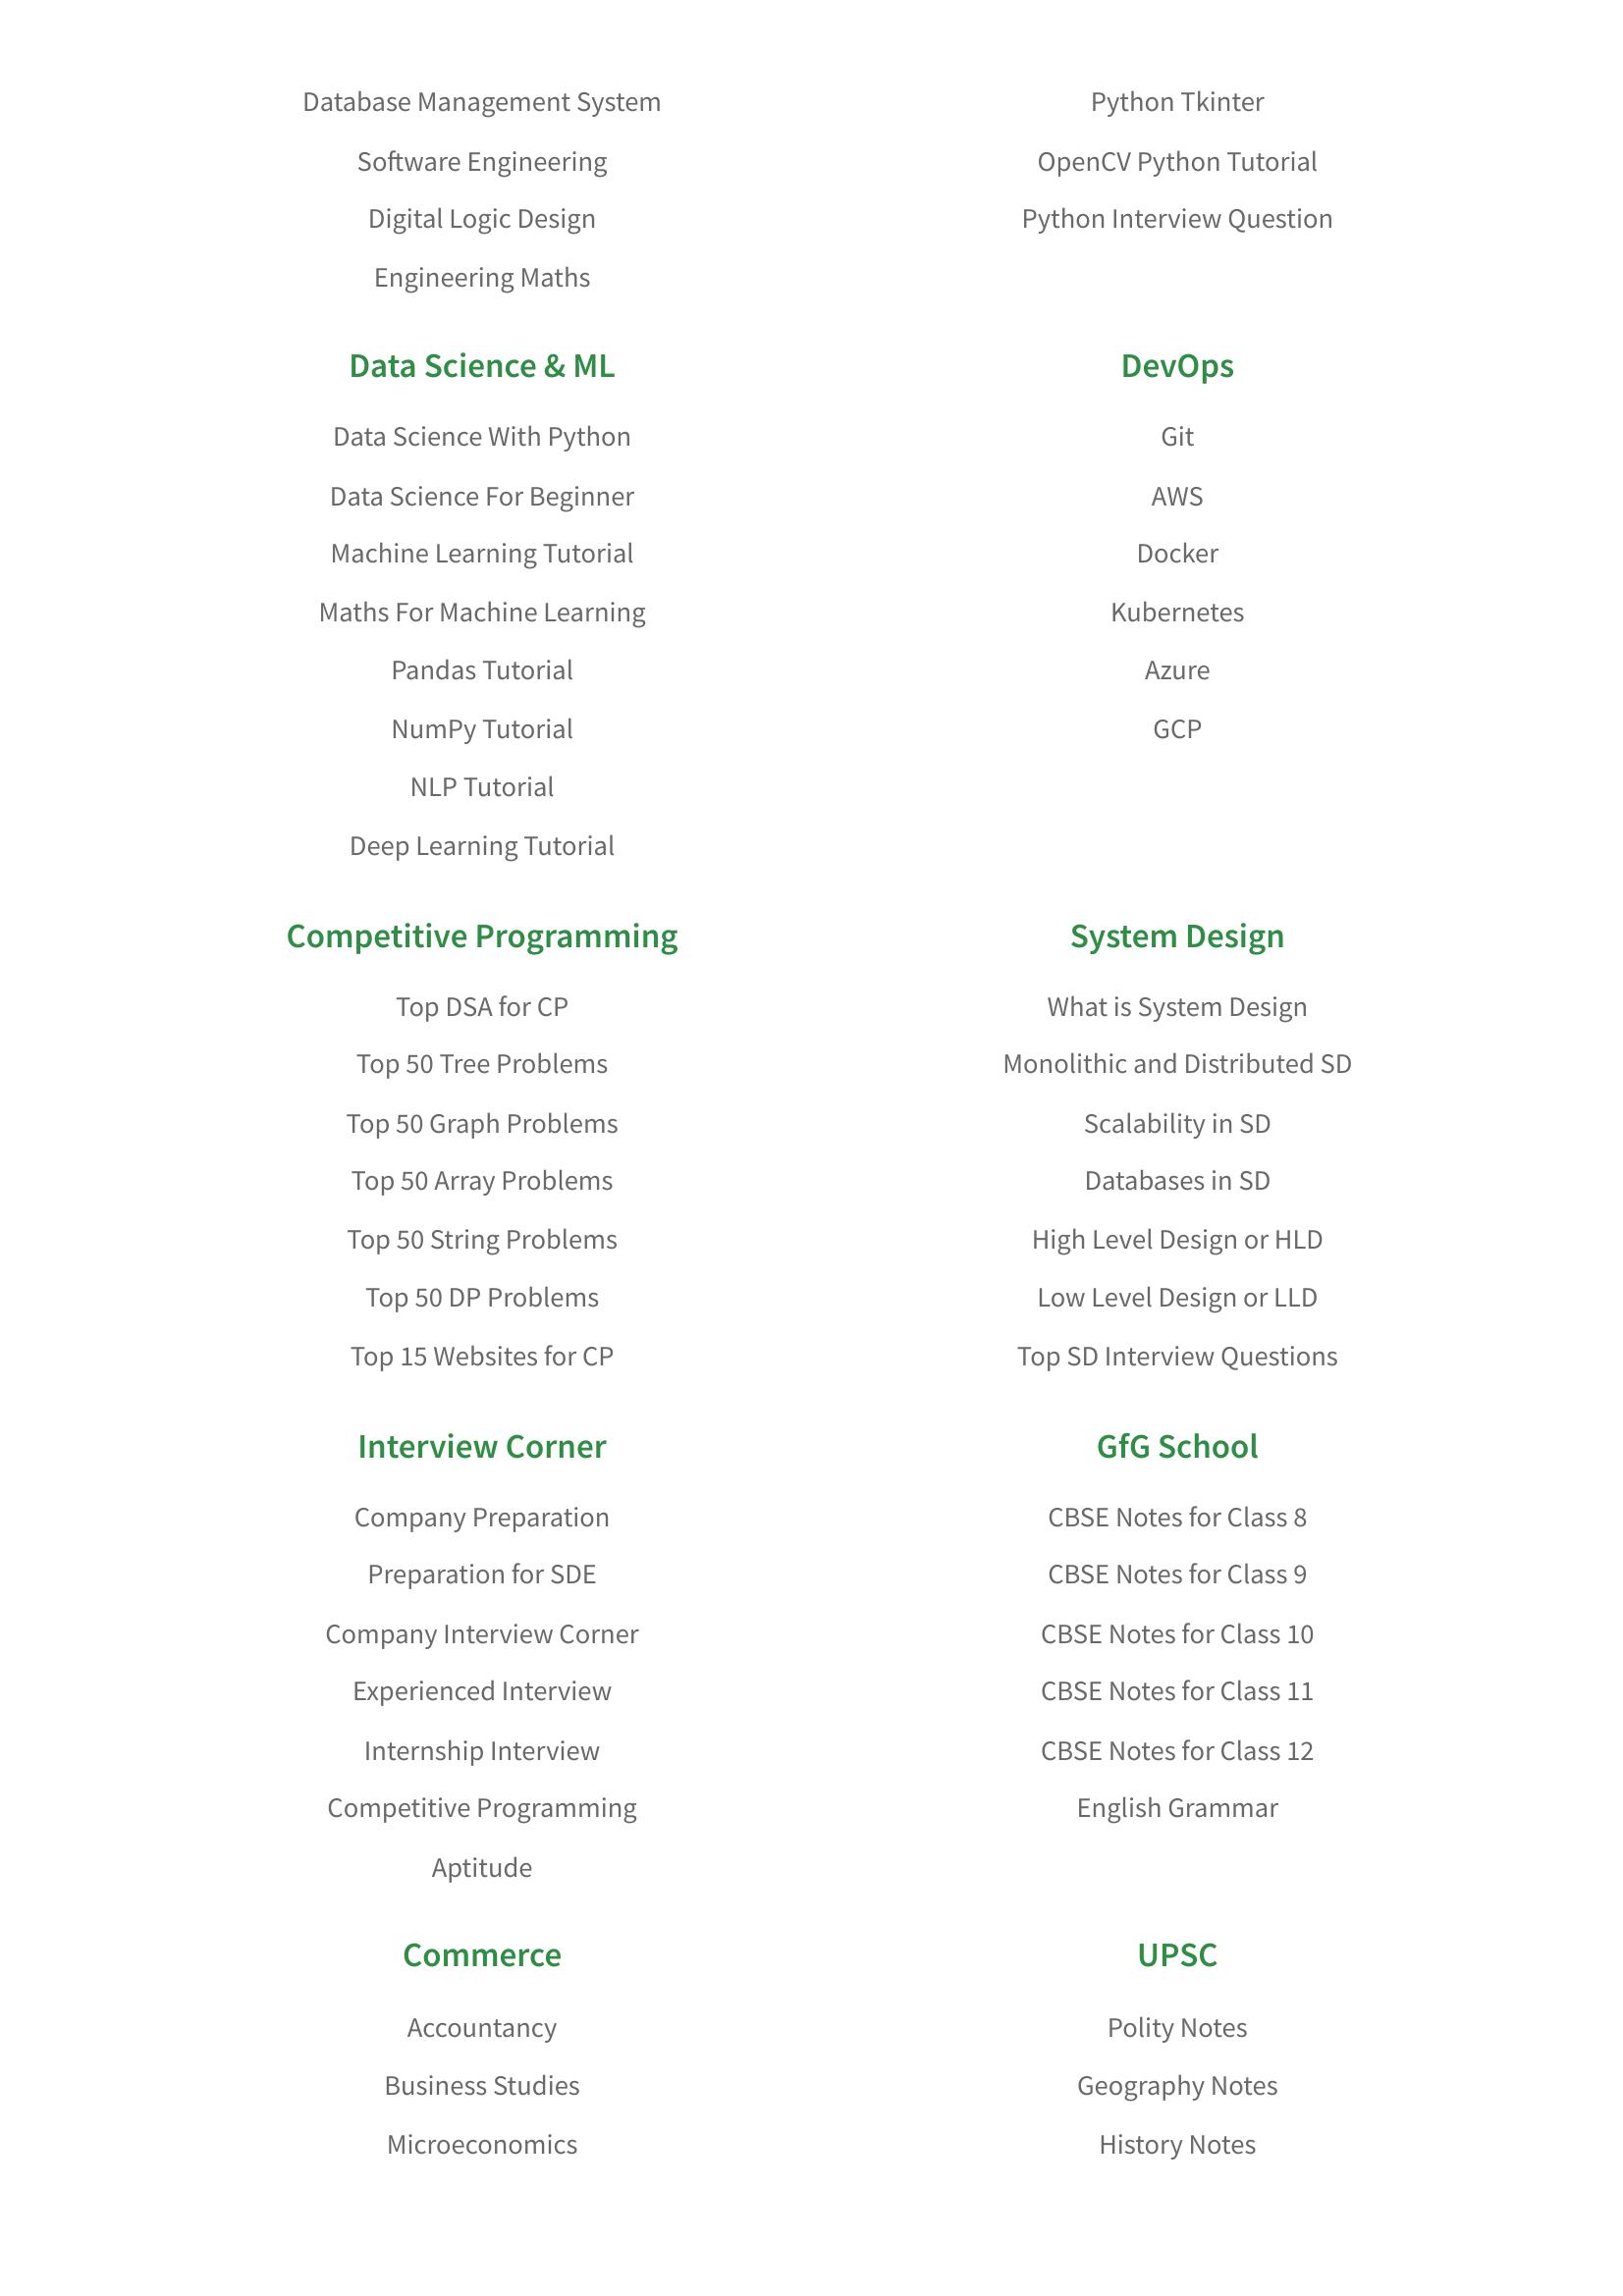 Database Management System
Software Engineering
Digital Logic Design
Engineering Maths
Python Tkinter
OpenCV Python Tutorial
Python Interview Question
Data Science & ML
Data Science With Python
Data Science For Beginner
Machine Learning Tutorial
Maths For Machine Learning
Pandas Tutorial
NumPy Tutorial
NLP Tutorial
Deep Learning Tutorial
DevOps
Git
AWS
Docker
Kubernetes
Azure
GCP
Competitive Programming
Top DSA for CP
Top 50 Tree Problems
Top 50 Graph Problems
Top 50 Array Problems
Top 50 String Problems
Top 50 DP Problems
Top 15 Websites for CP
System Design
What is System Design
Monolithic and Distributed SD
Scalability in SD
Databases in SD
High Level Design or HLD
Low Level Design or LLD
Top SD Interview Questions
Interview Corner
Company Preparation
Preparation for SDE
Company Interview Corner
Experienced Interview
Internship Interview
Competitive Programming
Aptitude
GfG School
CBSE Notes for Class 8
CBSE Notes for Class 9
CBSE Notes for Class 10
CBSE Notes for Class 11
CBSE Notes for Class 12
English Grammar
Commerce
Accountancy
Business Studies
Microeconomics
UPSC
Polity Notes
Geography Notes
History Notes